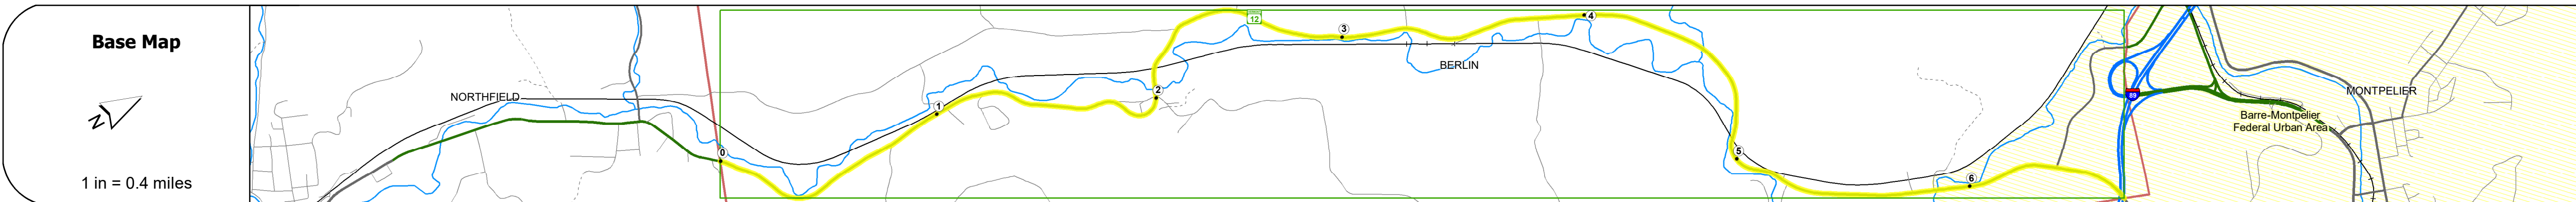 Base Map
N
1 in = 0.4 miles
NORTHFIELD
0
1
2
12
3
4
BERLIN
5
6
89
MONTPELIER
Barre-Montpelier
Federal Urban Area